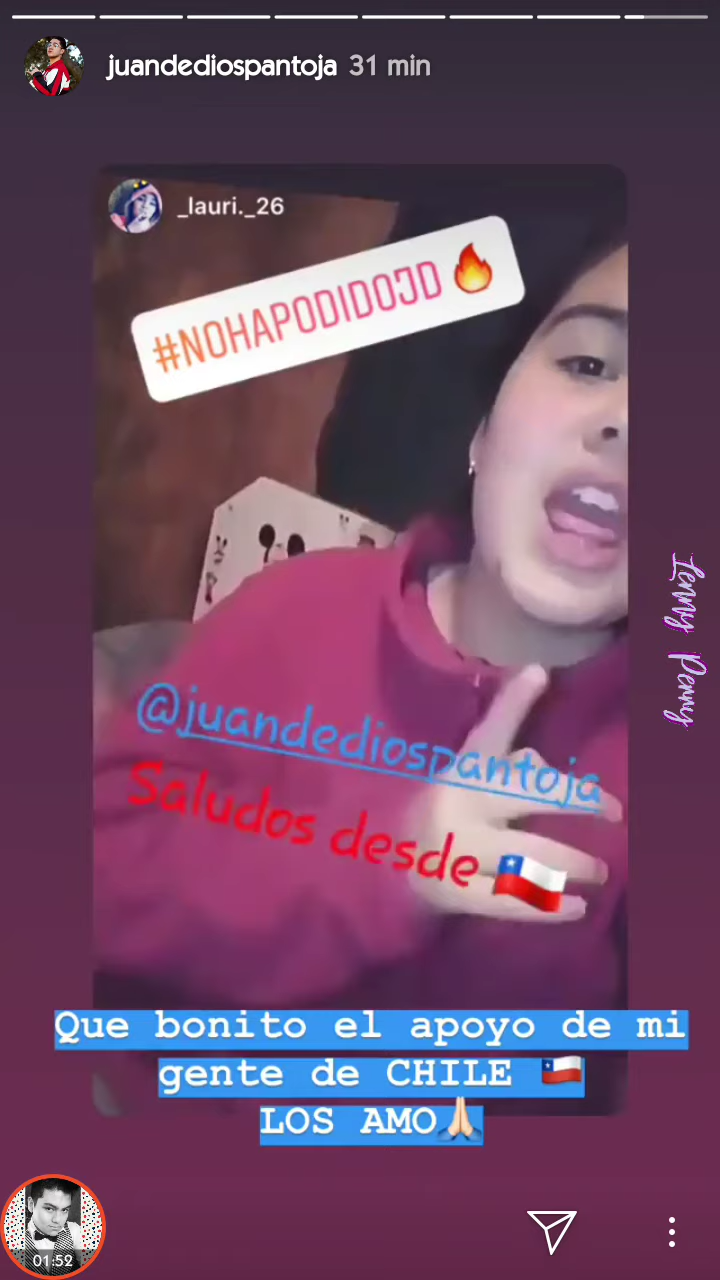 juandediospantoja 31 min
_lauri._26
#NOHAPODIDOJD 🔥
@juandediospantoja
Saludos desde 🇨🇱
Lenny Penny
Que bonito el apoyo de mi
gente de CHILE 🇨🇱
LOS AMO🙏🏻
01:52